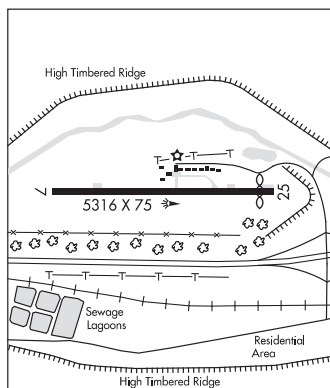 High Timbered Ridge
7
25
5316 X 75
Sewage
Lagoons
Residential
Area
High Timbered Ridge